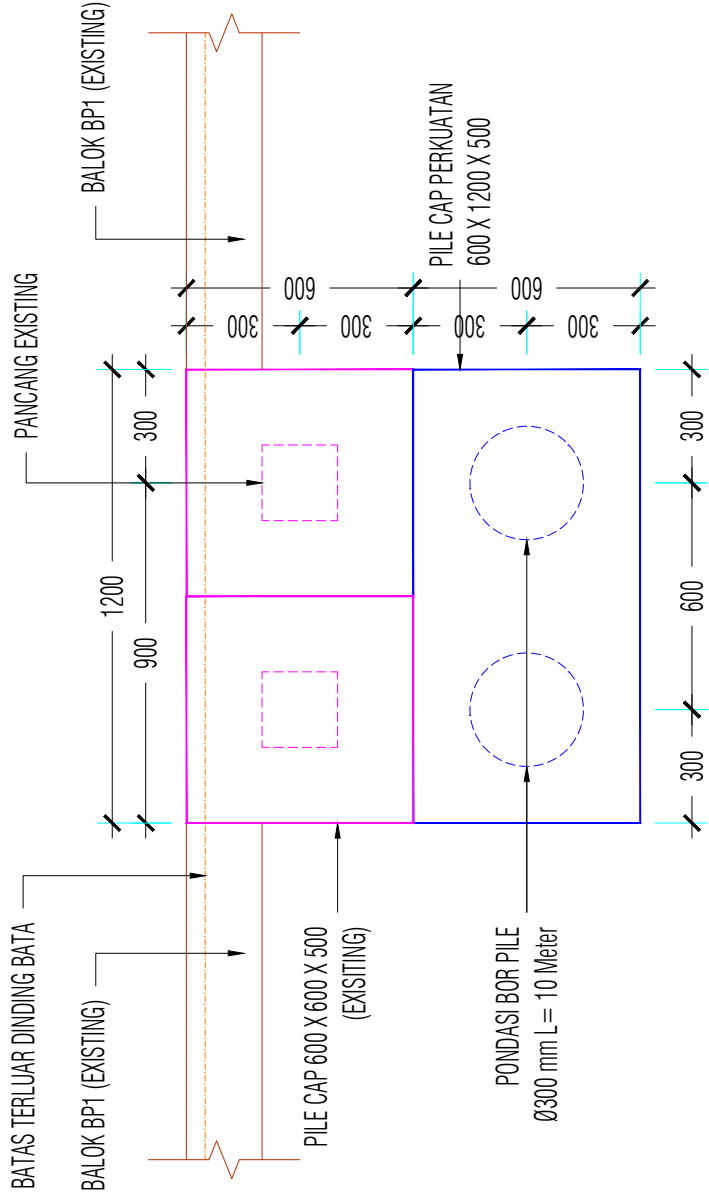 BALOK BP1 (EXISTING)
PANCANG EXISTING
PILE CAP PERKUATAN
600 X 1200 X 500
1200
900
300
600
600
300
300
300
300
BATAS TERLUAR DINDING BATA
BALOK BP1 (EXISTING)
PILE CAP 600 X 600 X 500
(EXISITING)
PONDASI BOR PILE
Ø300 mm L= 10 Meter
300
600
300